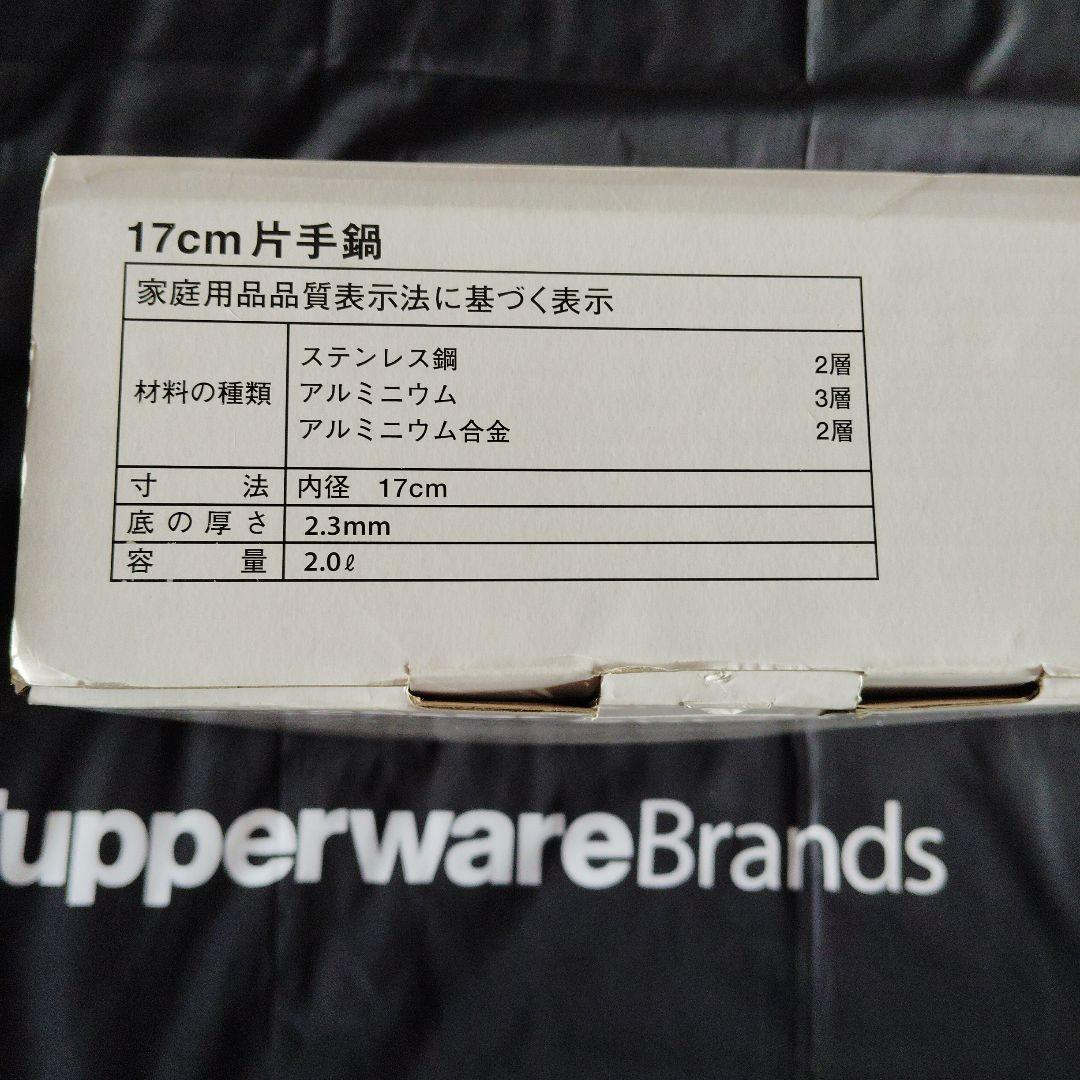 17cm片手鍋
家庭用品品質表示法に基づく表示
材料の種類
ステンレス鋼 2層
アルミニウム 3層
アルミニウム合金 2層
寸法 内径 17cm
底の厚さ 2.3mm
容量 2.0ℓ
TupperwareBrands